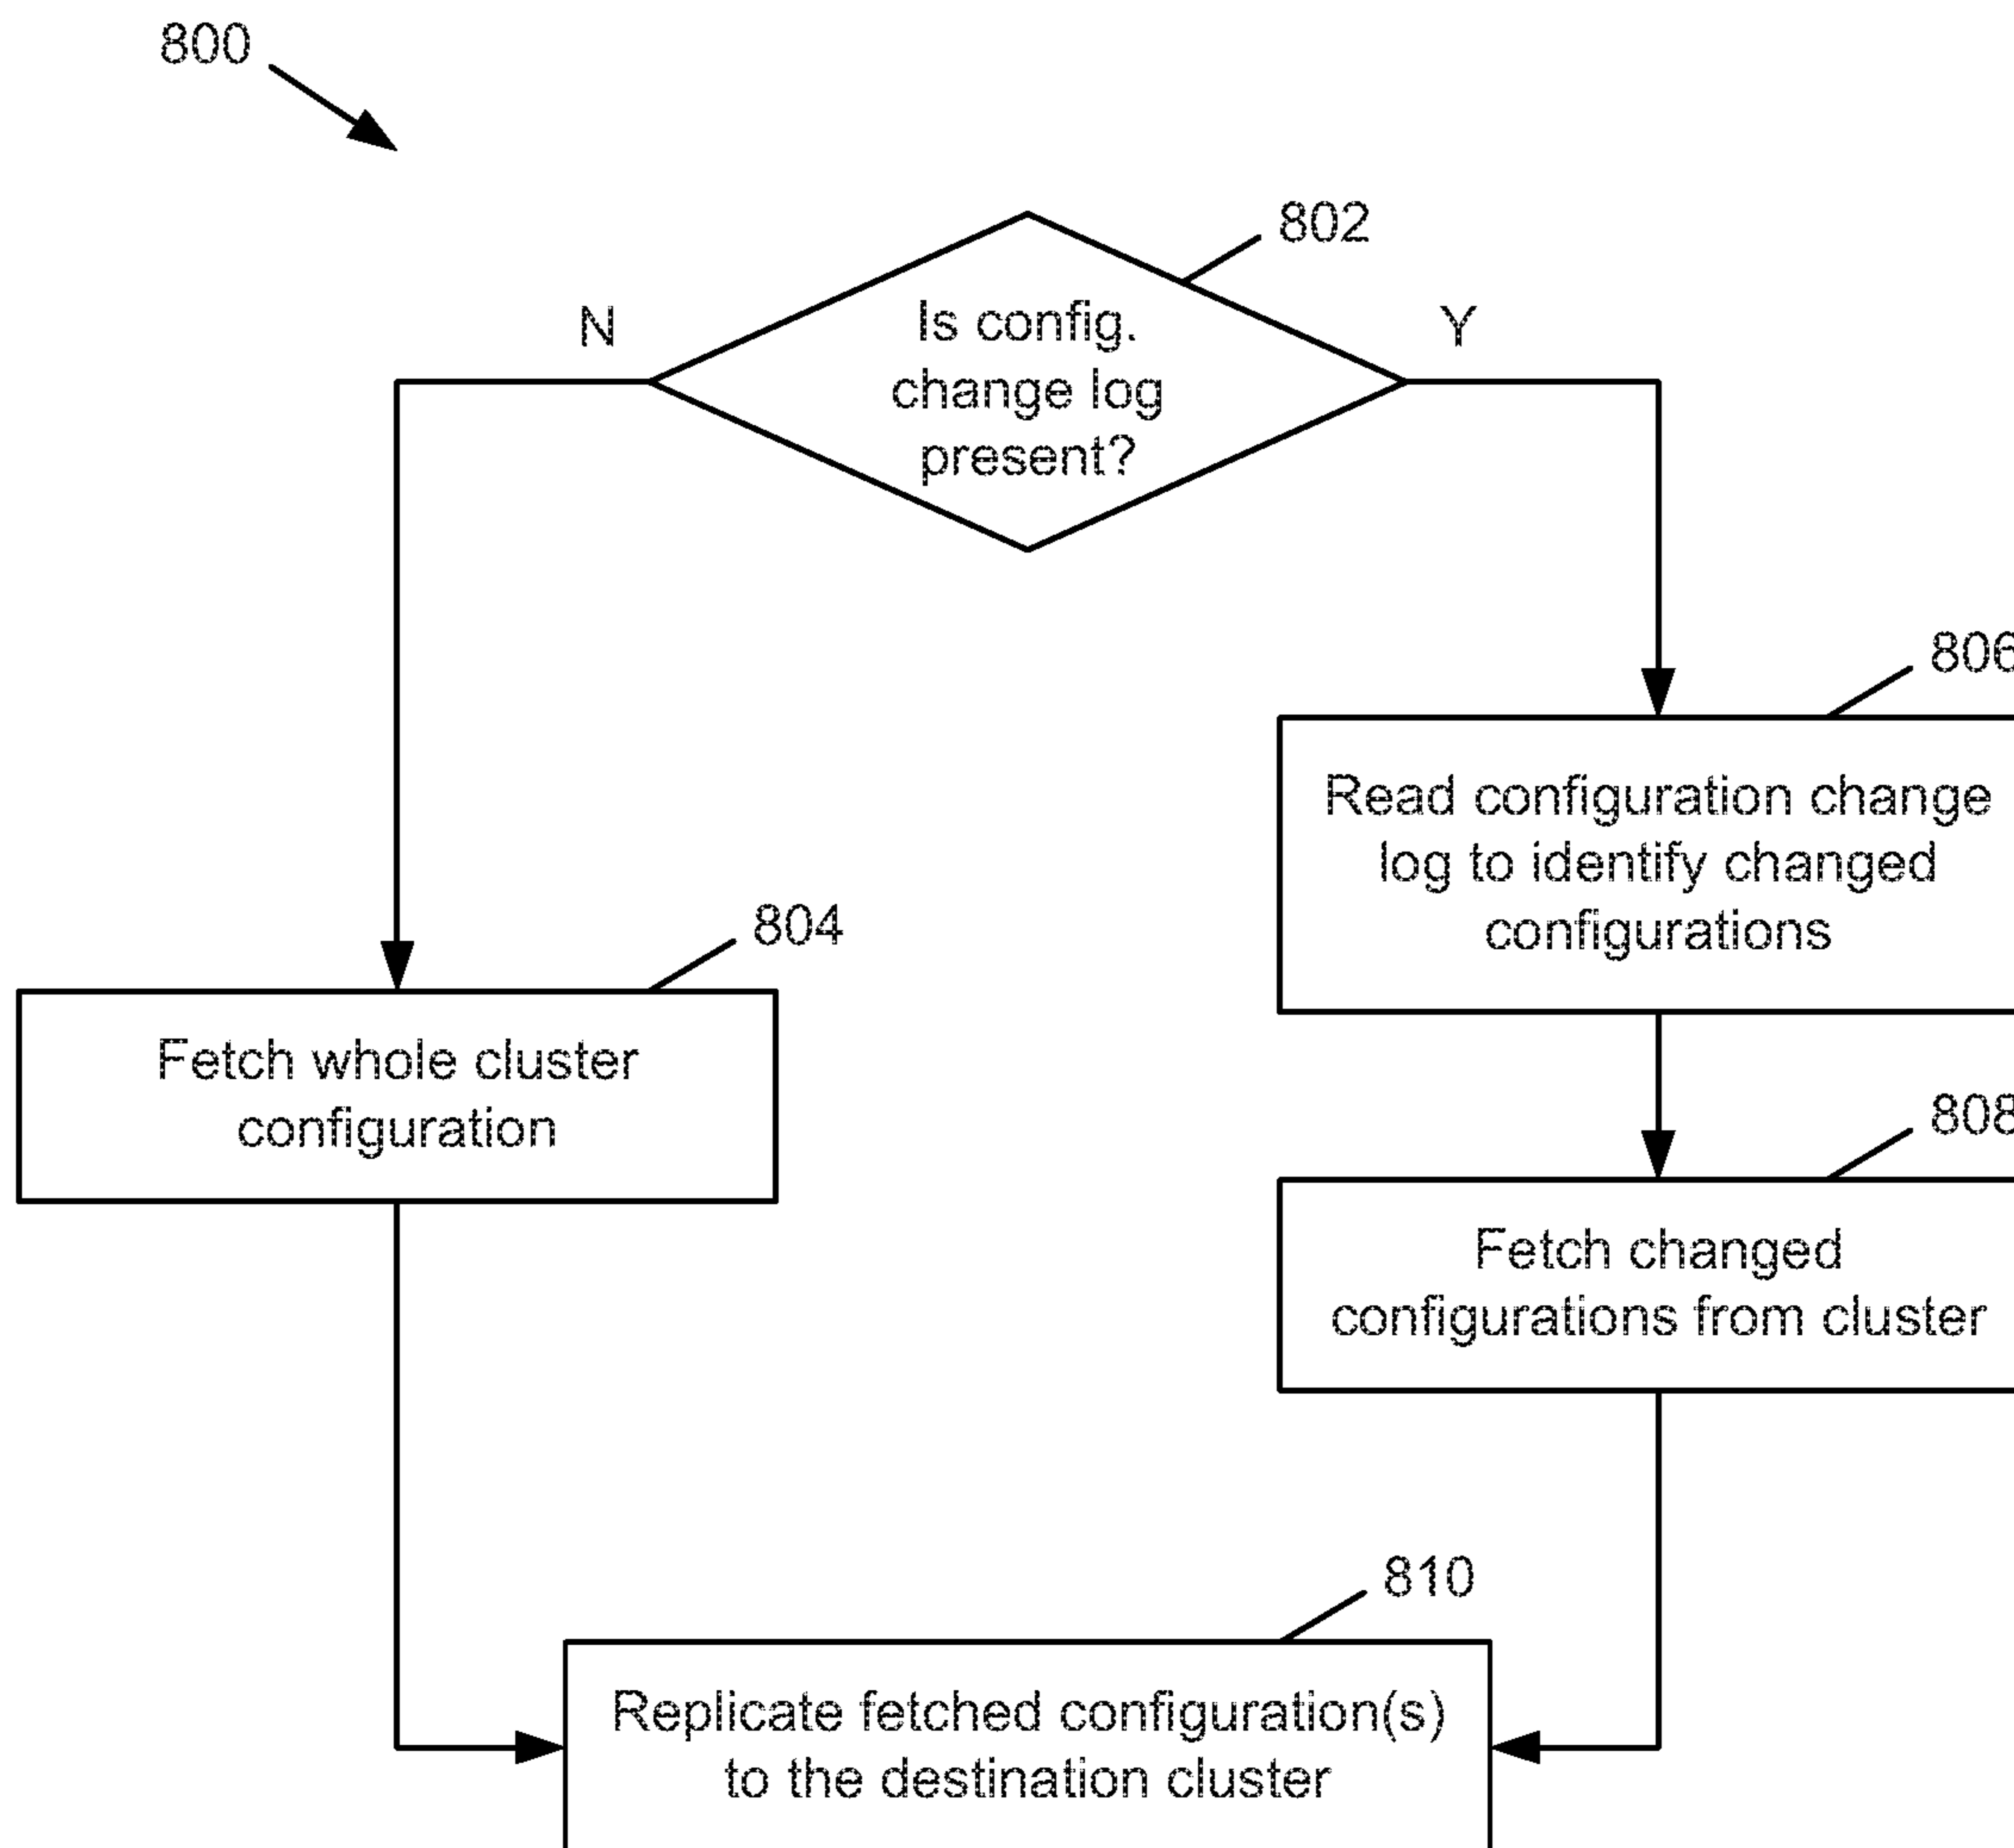 800
802
N
Y
Is config.
change log
present?
806
Read configuration change
log to identify changed
configurations
804
Fetch whole cluster
configuration
808
Fetch changed
configurations from cluster
810
Replicate fetched configuration(s)
to the destination cluster